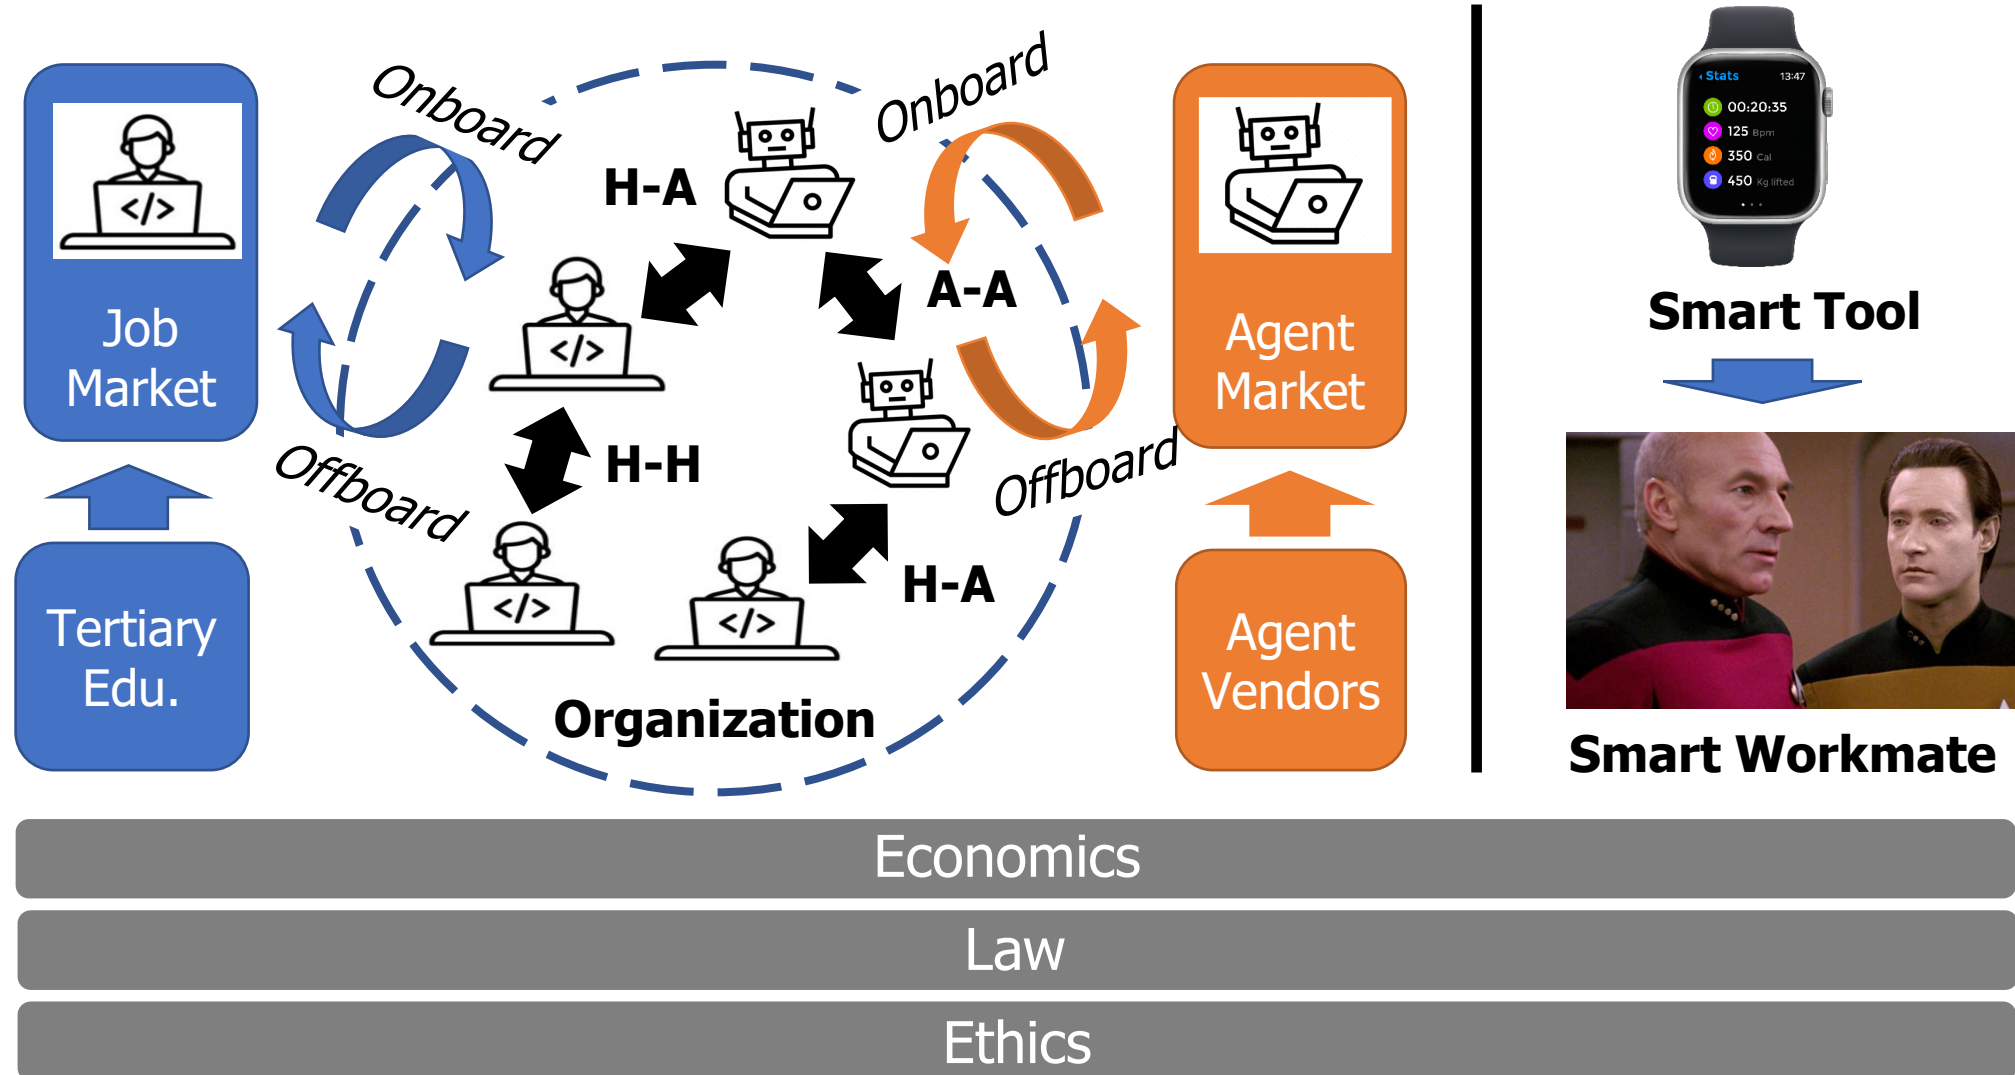 Job
Market
</>
Tertiary
Edu.
Onboard
Offboard
H-A
</>
H-H
</>
</>
A-A
H-A
Organization
Onboard
Offboard
Agent
Market
Agent
Vendors
‹ Stats 13:47
00:20:35
125 Bpm
350 Cal
450 Kg lifted
Smart Tool
Smart Workmate
Economics
Law
Ethics